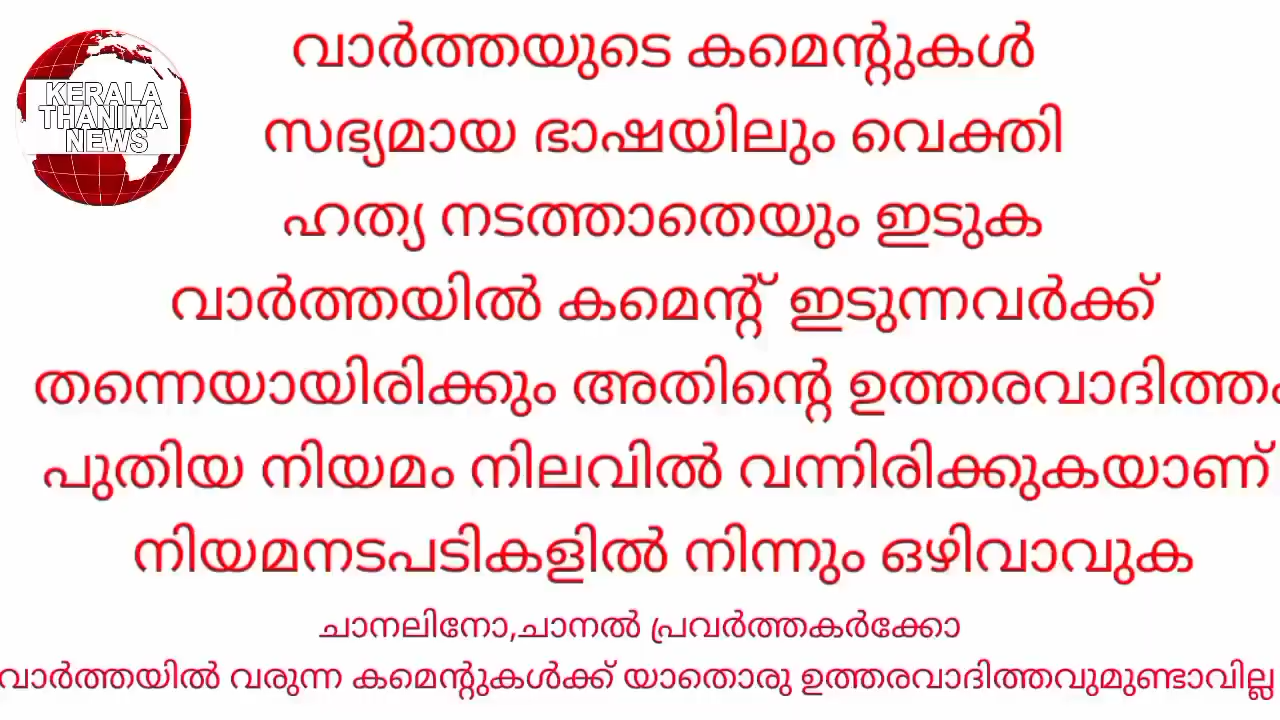 KERALA
THANIMA
NEWS
വാർത്തയുടെ കമെന്റുകൾ
സഭ്യമായ ഭാഷയിലും വെക്തി
ഹത്യ നടത്താതെയും ഇടുക
വാർത്തയിൽ കമെന്റ് ഇടുന്നവർക്ക്
തന്നെയായിരിക്കും അതിന്റെ ഉത്തരവാദിത്തം
പുതിയ നിയമം നിലവിൽ വന്നിരിക്കുകയാണ്
നിയമനടപടികളിൽ നിന്നും ഒഴിവാവുക
ചാനലിനോ,ചാനൽ പ്രവർത്തകർക്കോ
വാർത്തയിൽ വരുന്ന കമെന്റുകൾക്ക് യാതൊരു ഉത്തരവാദിത്തവുമുണ്ടാവില്ല